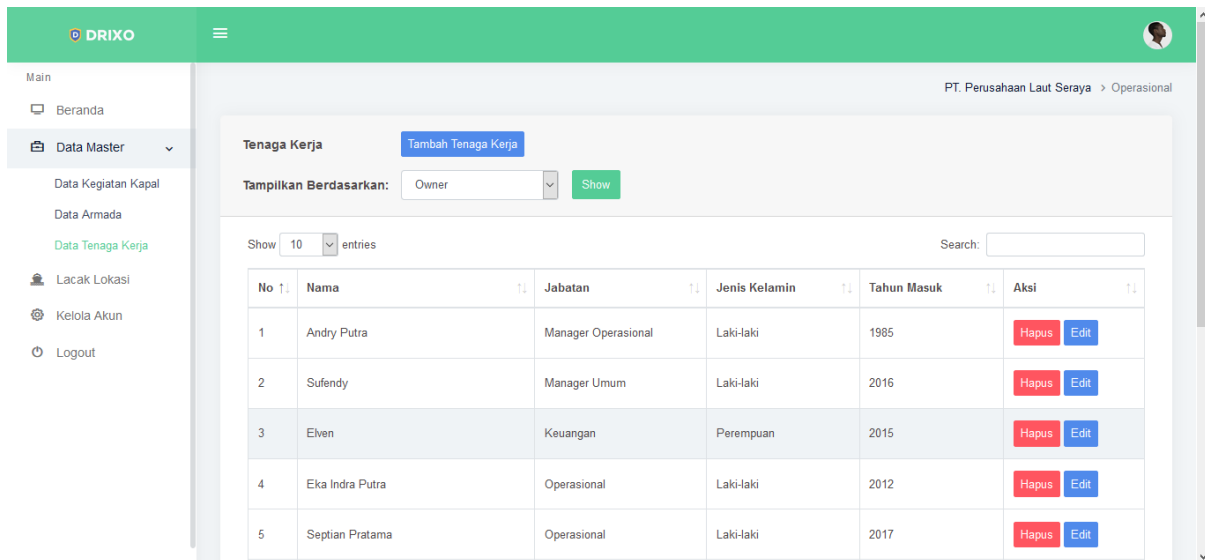 DRIXO
Main
Beranda
Data Master
Data Kegiatan Kapal
Data Armada
Data Tenaga Kerja
Lacak Lokasi
Kelola Akun
Logout
PT. Perusahaan Laut Seraya > Operasional
Tenaga Kerja Tambah Tenaga Kerja
Tampilkan Berdasarkan: Owner Show
Show 10 entries Search:
No Nama Jabatan Jenis Kelamin Tahun Masuk Aksi
1 Andry Putra Manager Operasional Laki-laki 1985 Hapus Edit
2 Sufendy Manager Umum Laki-laki 2016 Hapus Edit
3 Elven Keuangan Perempuan 2015 Hapus Edit
4 Eka Indra Putra Operasional Laki-laki 2012 Hapus Edit
5 Septian Pratama Operasional Laki-laki 2017 Hapus Edit